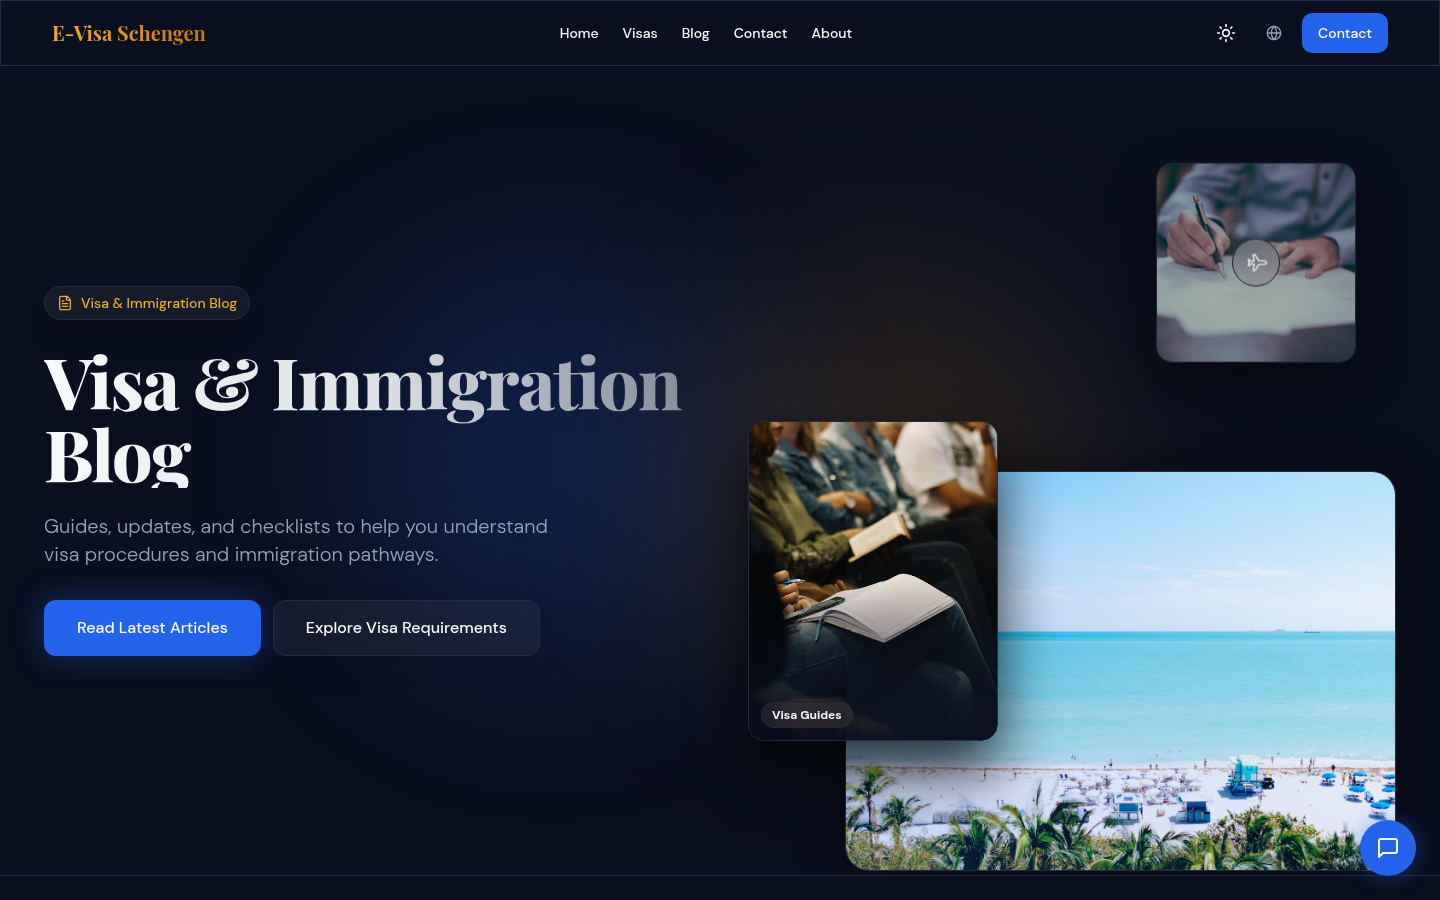 E-Visa Schengen
Home
Visas
Blog
Contact
About
Contact
Visa & Immigration Blog
Visa & Immigration
Blog
Guides, updates, and checklists to help you understand
visa procedures and immigration pathways.
Read Latest Articles
Explore Visa Requirements
Visa Guides